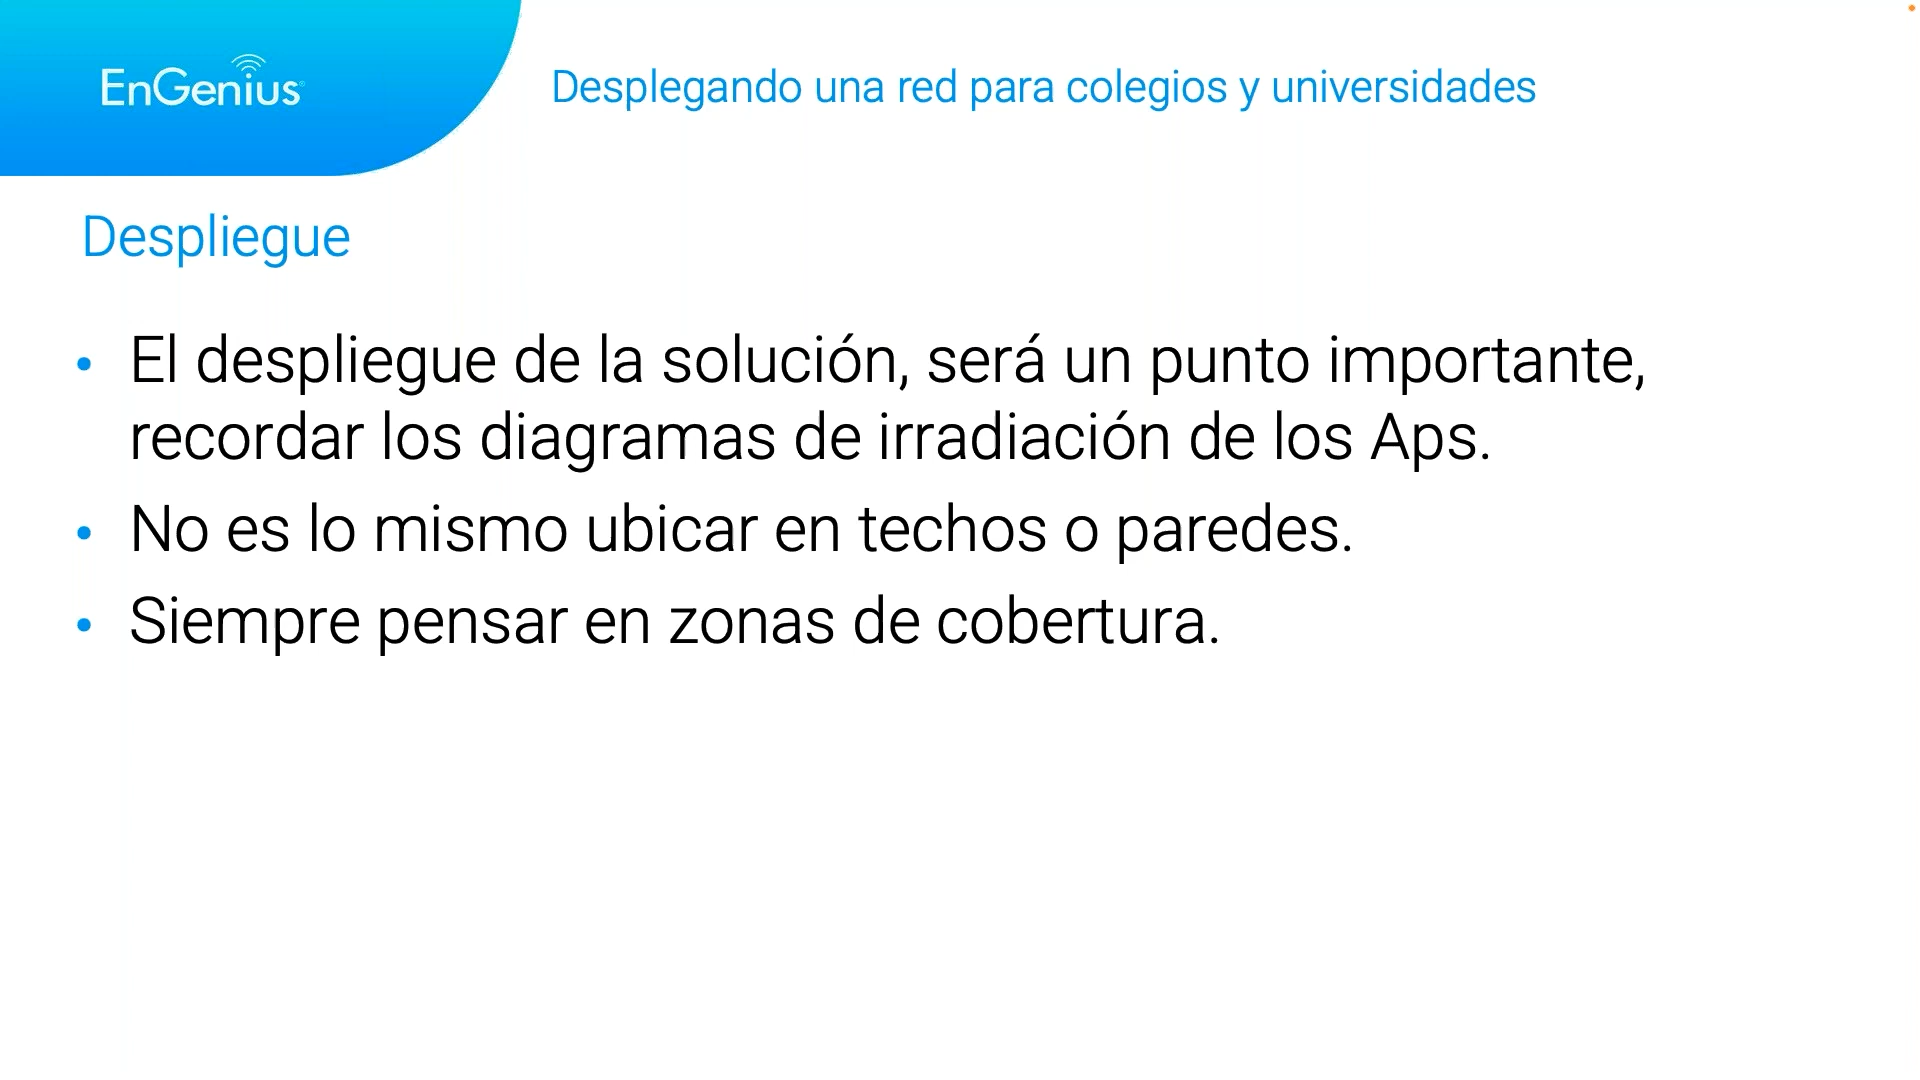 EnGenius
Desplegando una red para colegios y universidades
Despliegue
• El despliegue de la solución, será un punto importante,
recordar los diagramas de irradiación de los Aps.
• No es lo mismo ubicar en techos o paredes.
• Siempre pensar en zonas de cobertura.